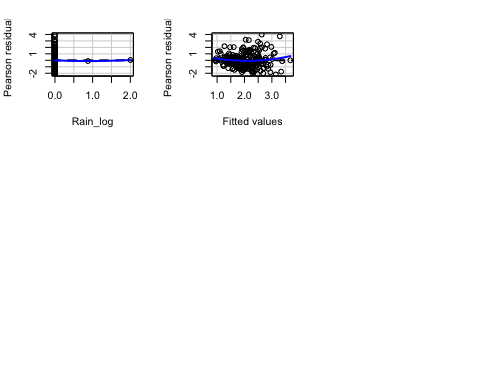 Pearson residual
4
1
-2
0.0 1.0 2.0
Rain_log
Pearson residual
4
1
-2
1.0 2.0 3.0
Fitted values